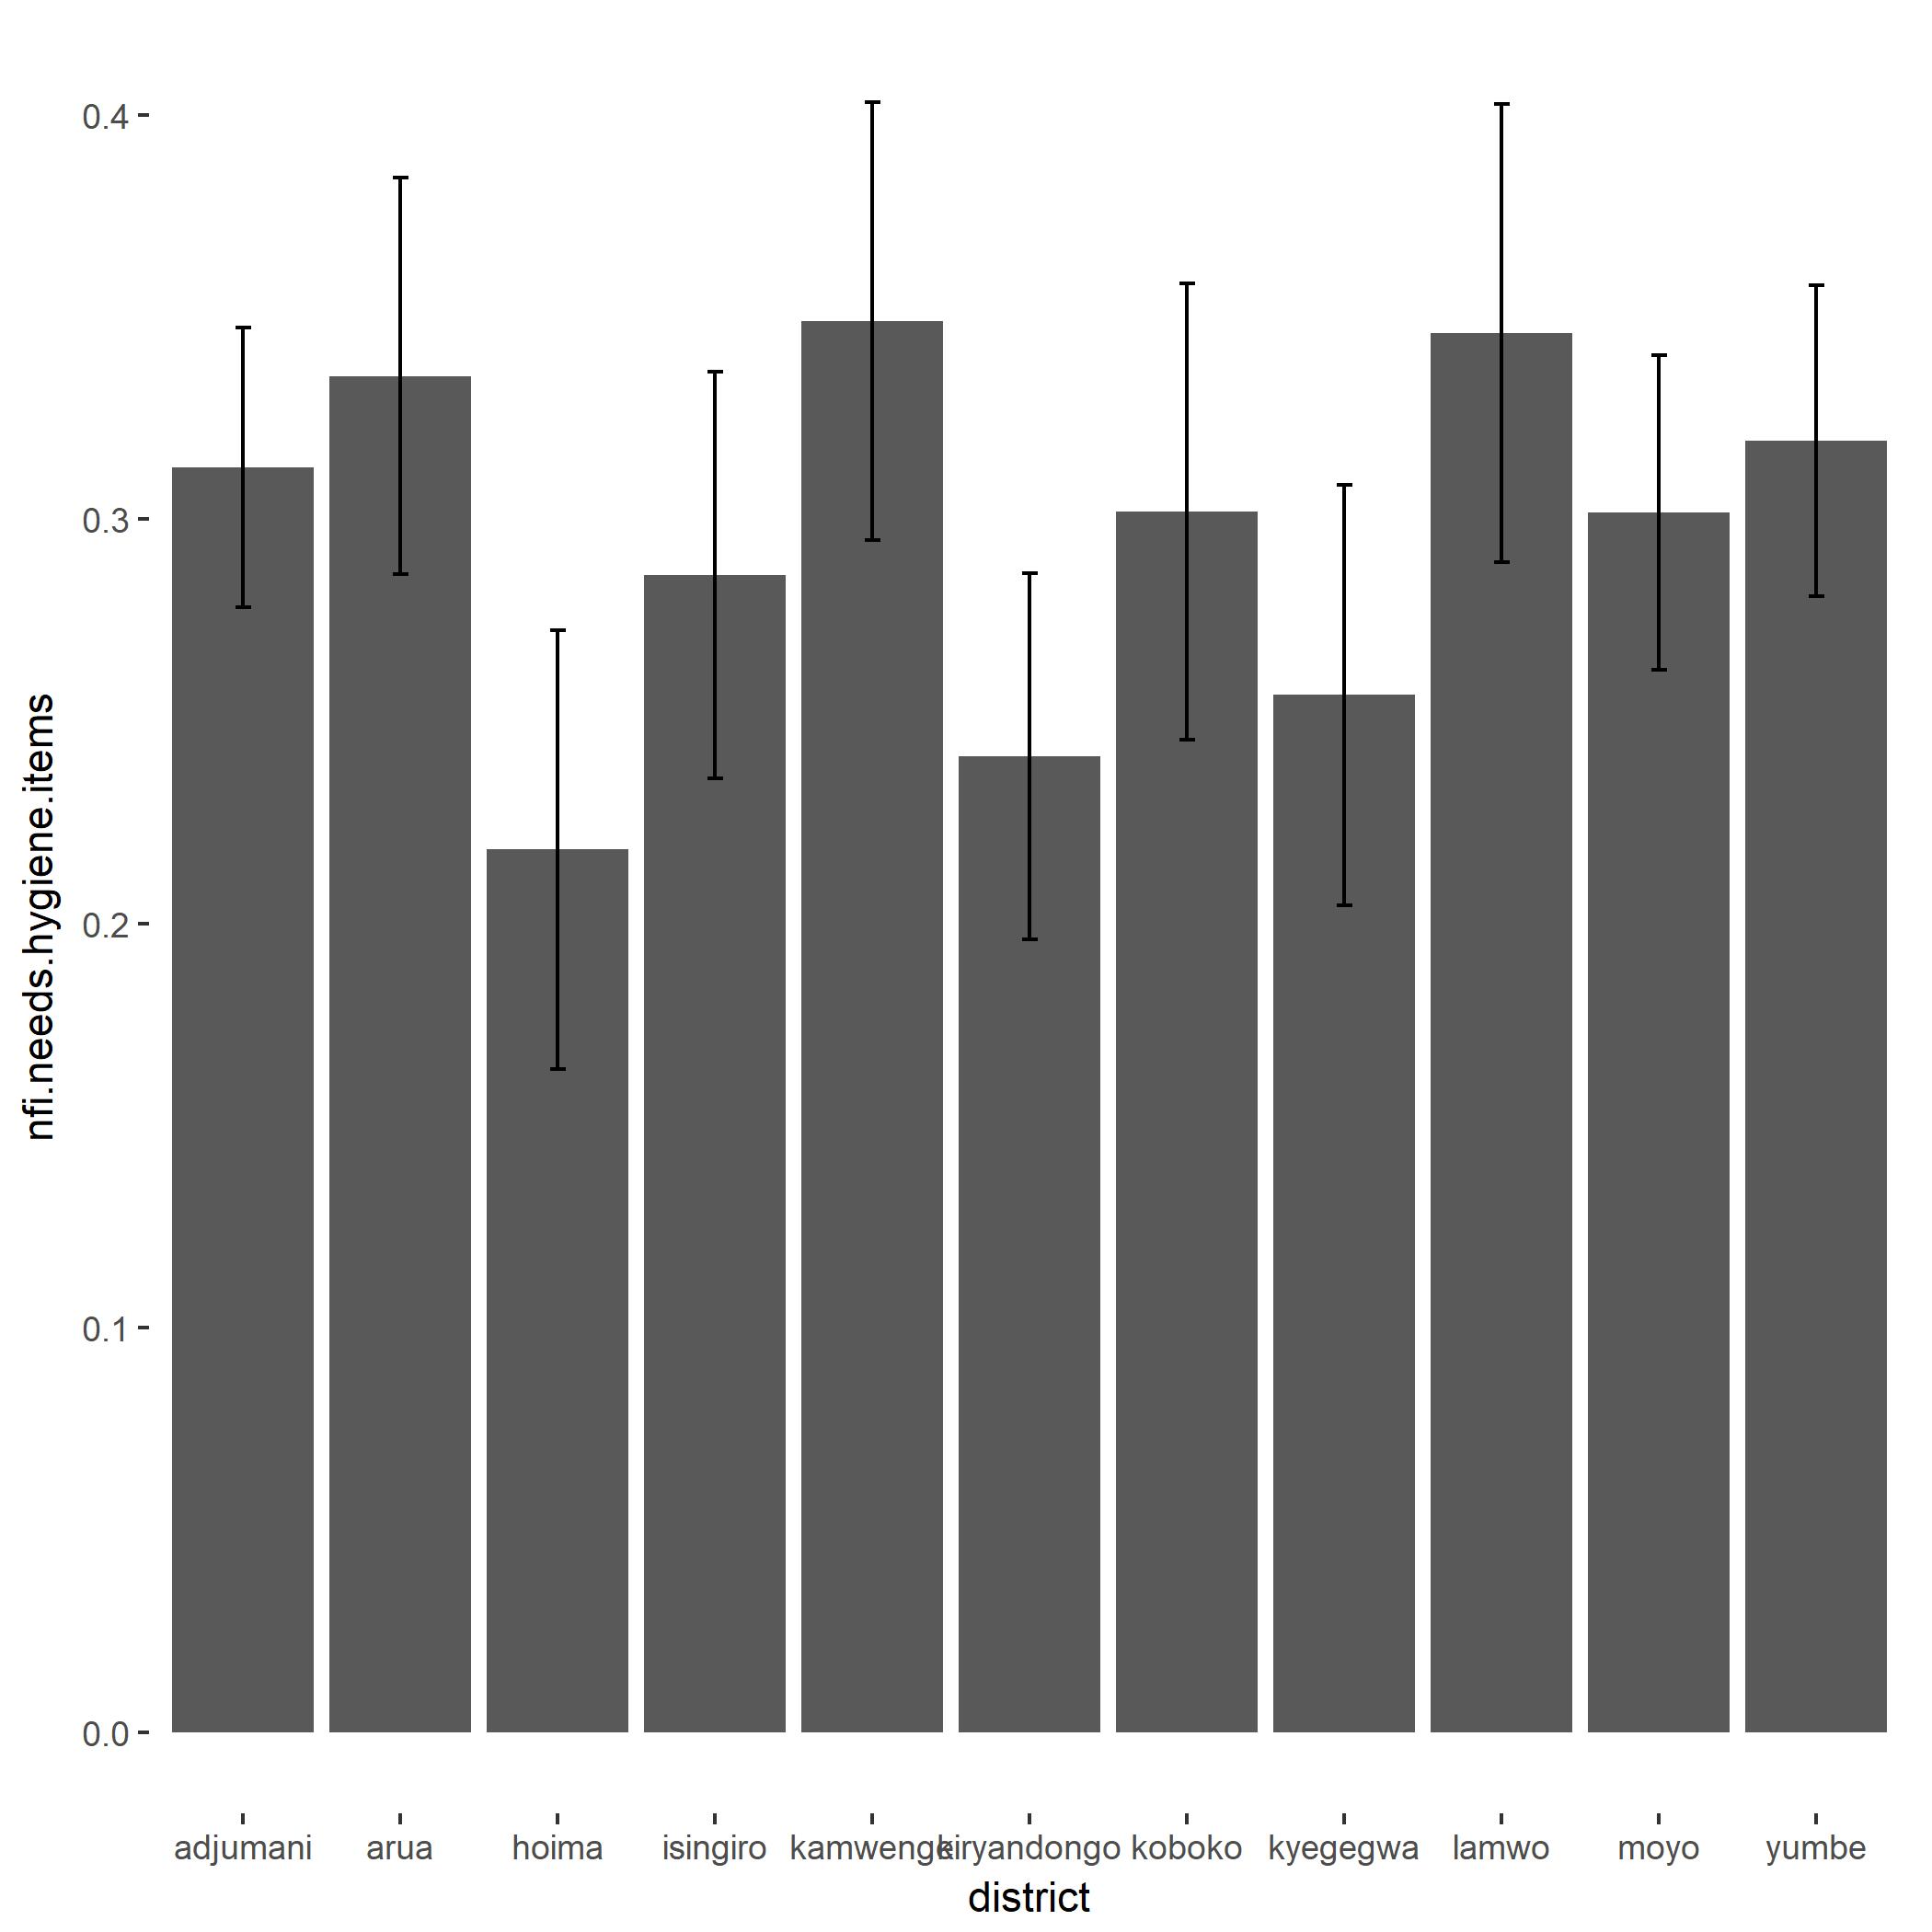 nfi.needs.hygiene.items
0.4
0.3
0.2
0.1
0.0
adjumani arua hoima isingiro kamwenge kiryandongo koboko kyegegwa lamwo moyo yumbe
district